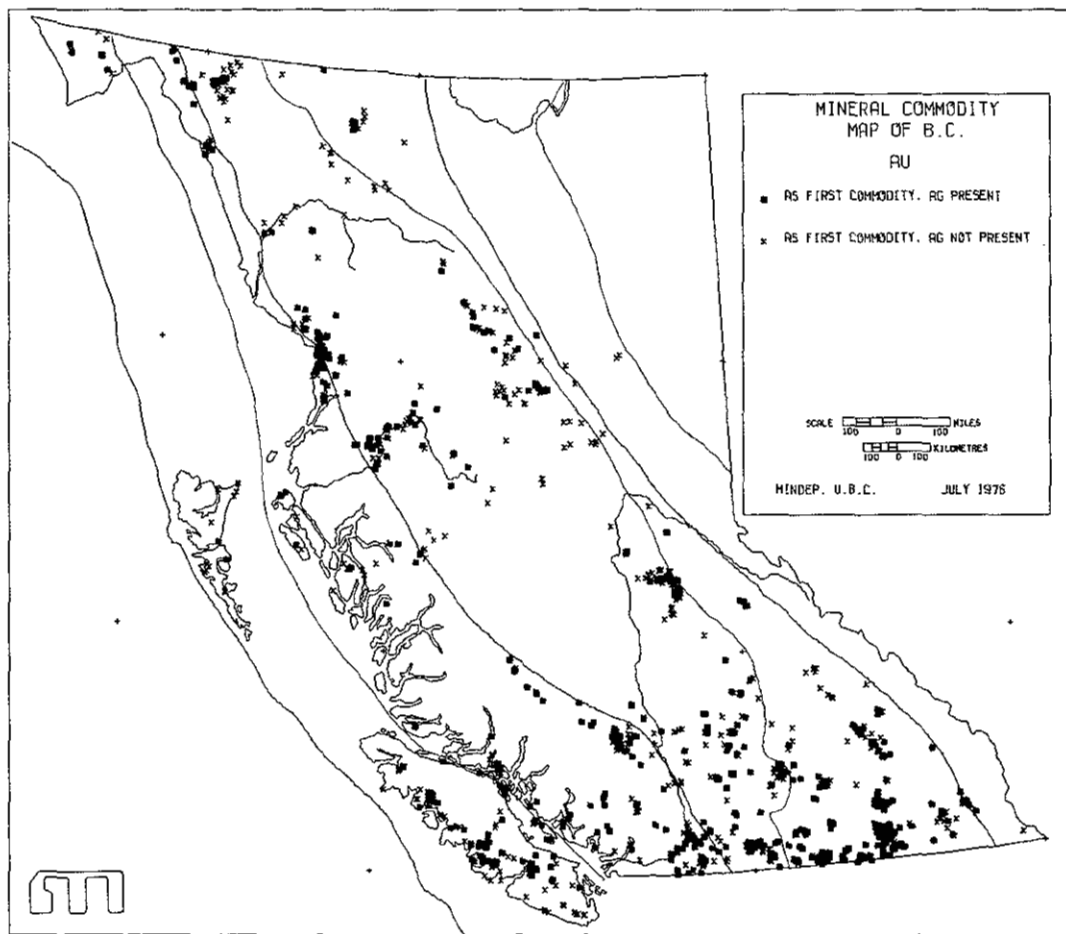 MINERAL COMMODITY
MAP OF B.C.
AU
AS FIRST COMMODITY. AG PRESENT
AS FIRST COMMODITY. AG NOT PRESENT
SCALE 100 0 100 MILES
100 0 100 KILOMETRES
MINDEP. U.B.C. JULY 1976